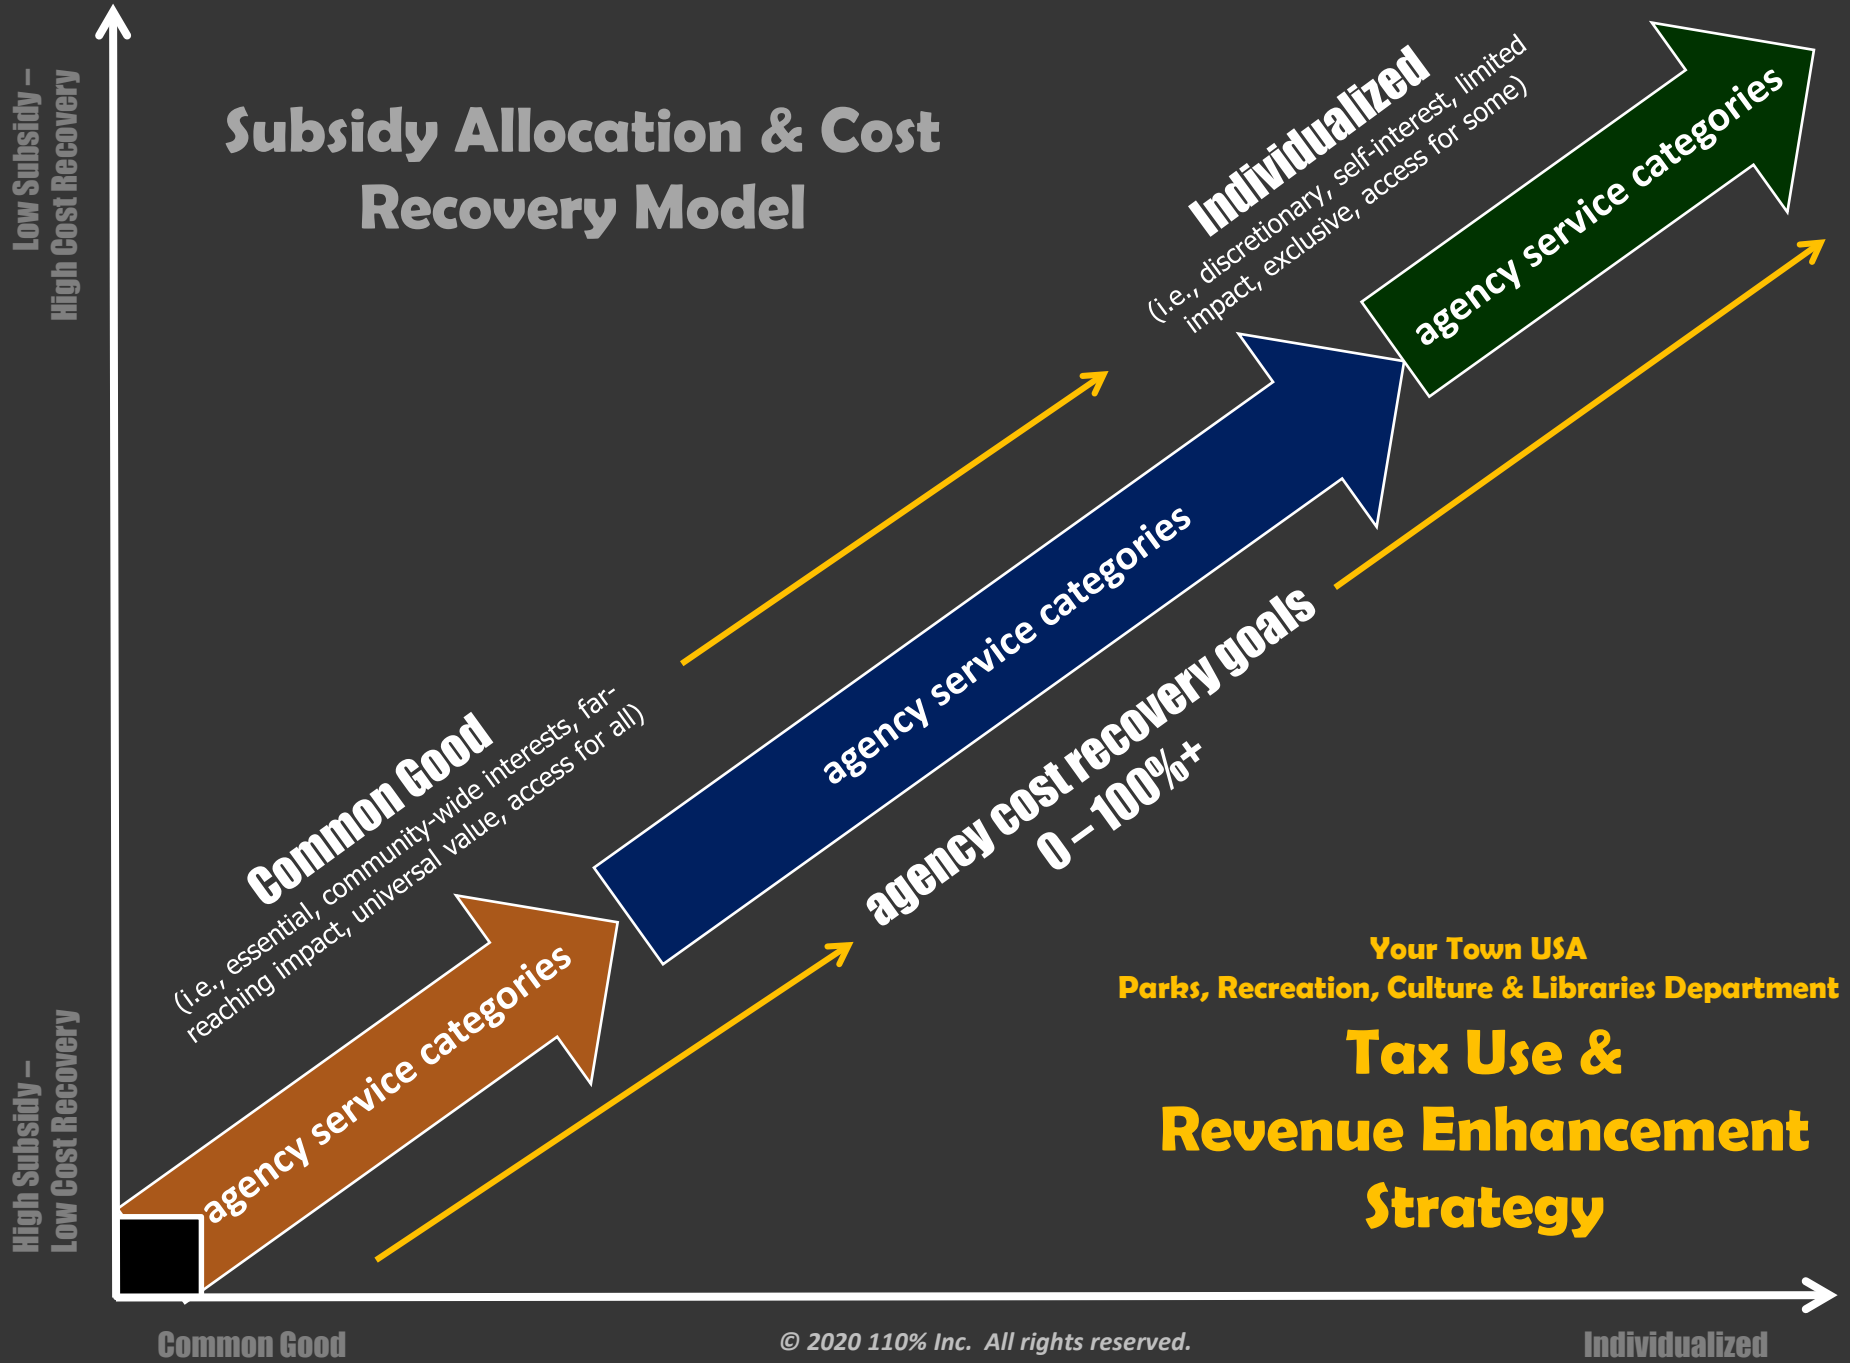 Subsidy Allocation & Cost
Recovery Model
Low Subsidy –
High Cost Recovery
Individualized
(i.e., discretionary, self-interest, limited
impact, exclusive, access for some)
agency service categories
agency service categories
Common Good
(i.e., essential, community-wide interests, far-
reaching impact, universal value, access for all)
agency service categories
agency cost recovery goals
0 – 100%+
Your Town USA
Parks, Recreation, Culture & Libraries Department
Tax Use &
Revenue Enhancement
Strategy
High Subsidy –
Low Cost Recovery
Common Good
© 2020 110% Inc. All rights reserved.
Individualized